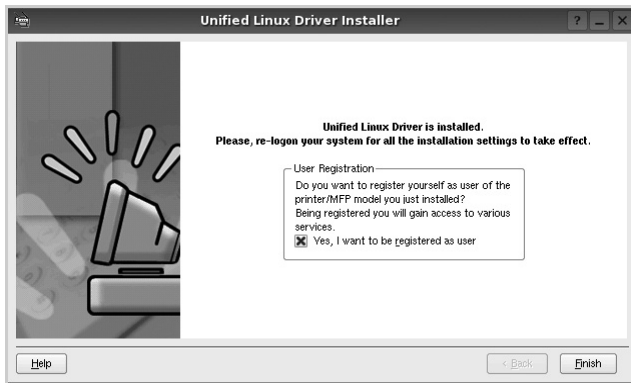 Unified Linux Driver Installer
Unified Linux Driver is installed.
Please, re-logon your system for all the installation settings to take effect.
User Registration
Do you want to register yourself as user of the
printer/MFP model you just installed?
Being registered you will gain access to various
services.
Yes, I want to be registered as user
Help
< Back
Finish